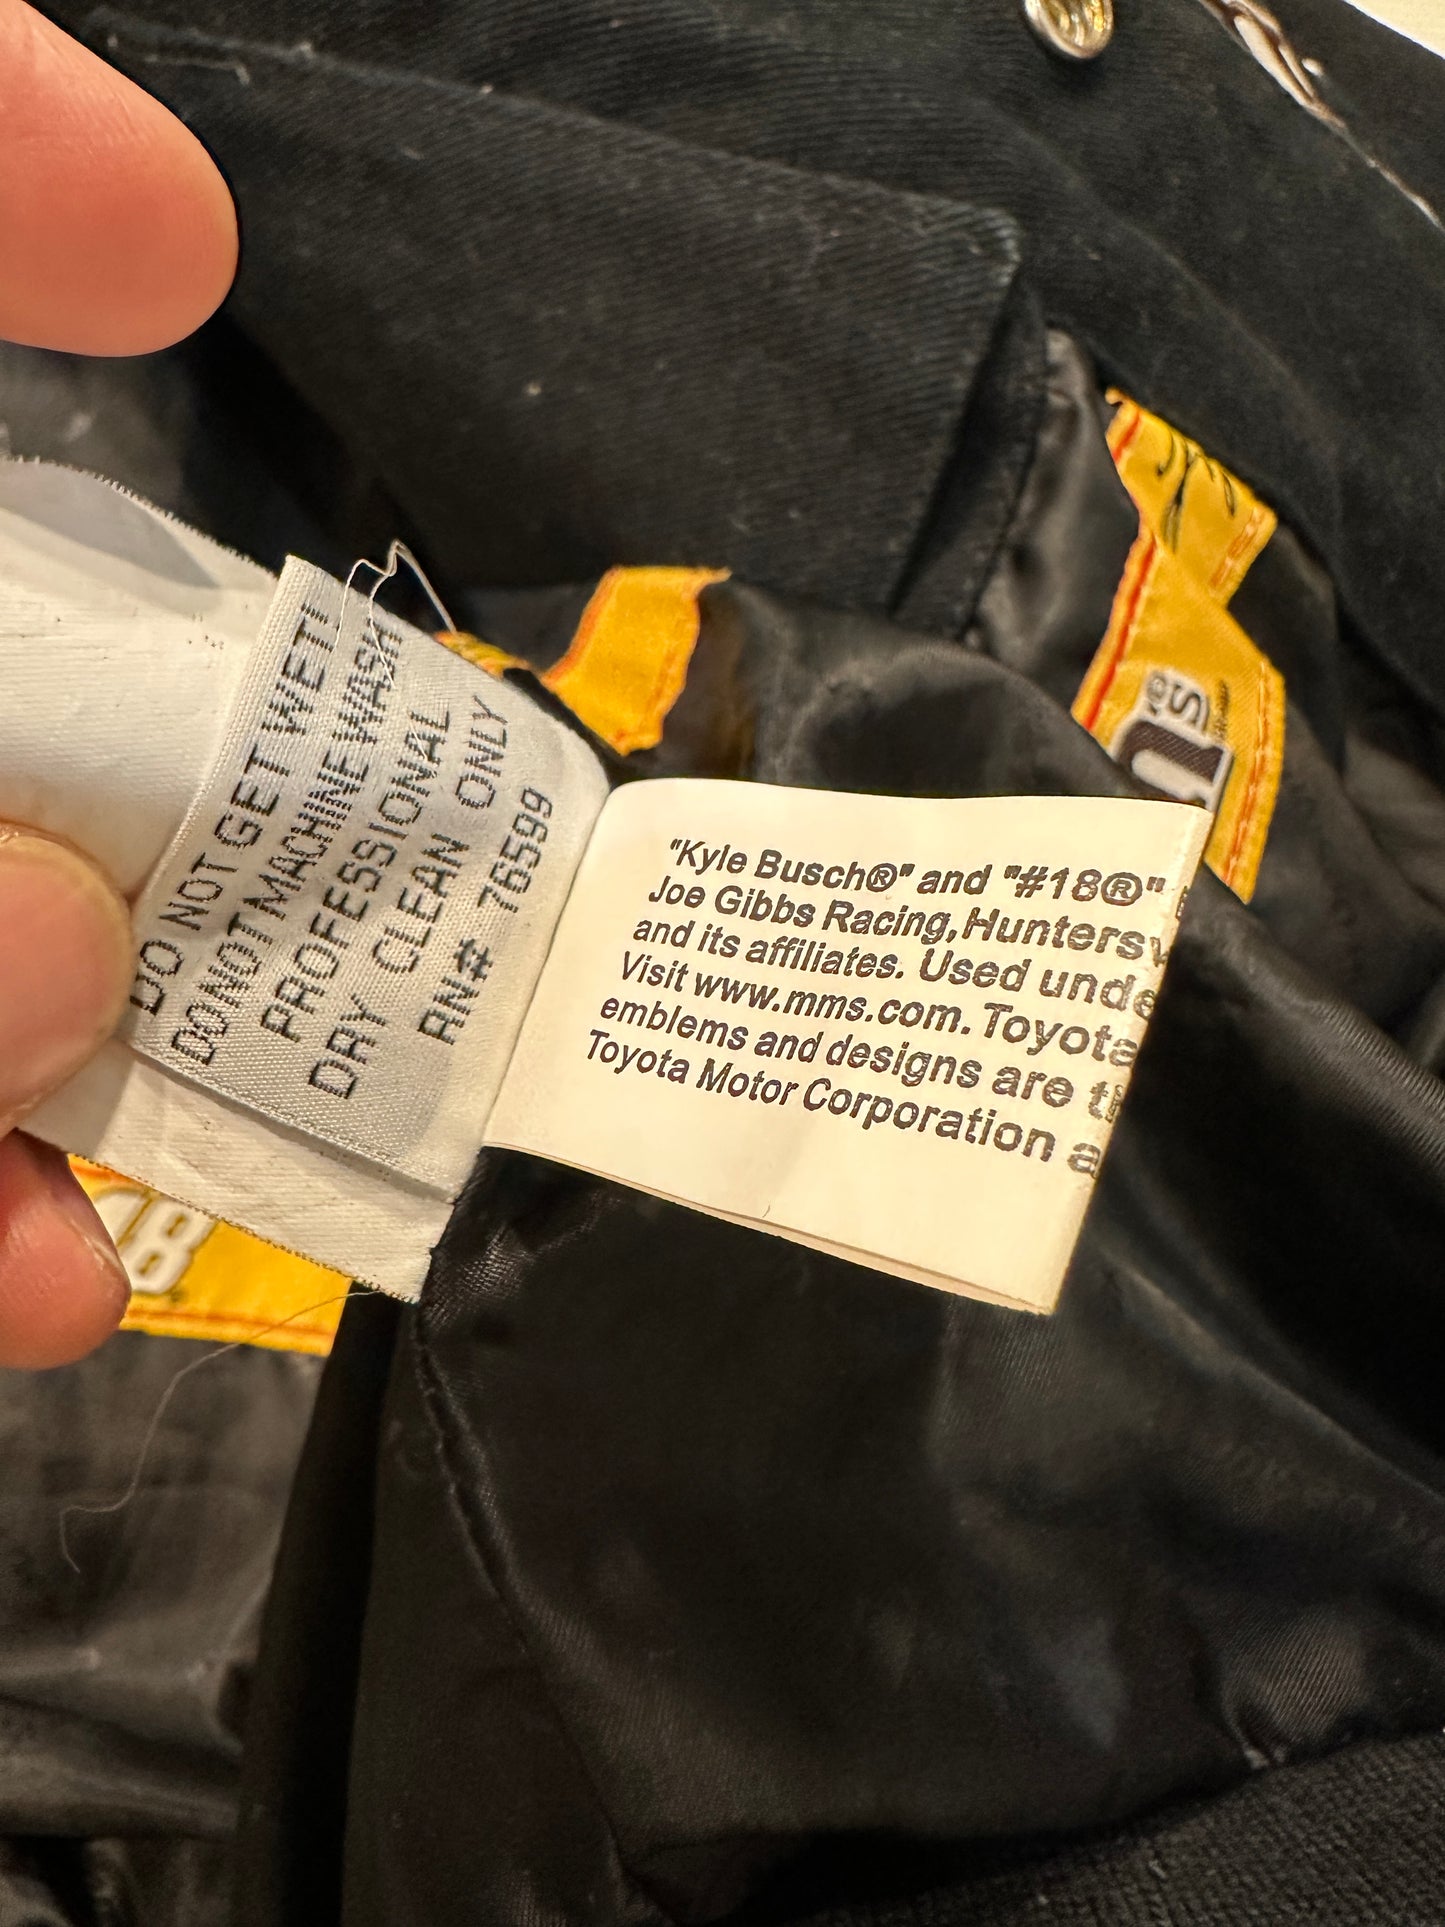 DO NOT GET WET!
DO NOT MACHINE WASH
PROFESSIONAL
DRY CLEAN ONLY
RN# 76599
"Kyle Busch®" and "#18®"
Joe Gibbs Racing, Huntersv
and its affiliates. Used unde
Visit www.mms.com. Toyota
emblems and designs are t
Toyota Motor Corporation a
's®
18